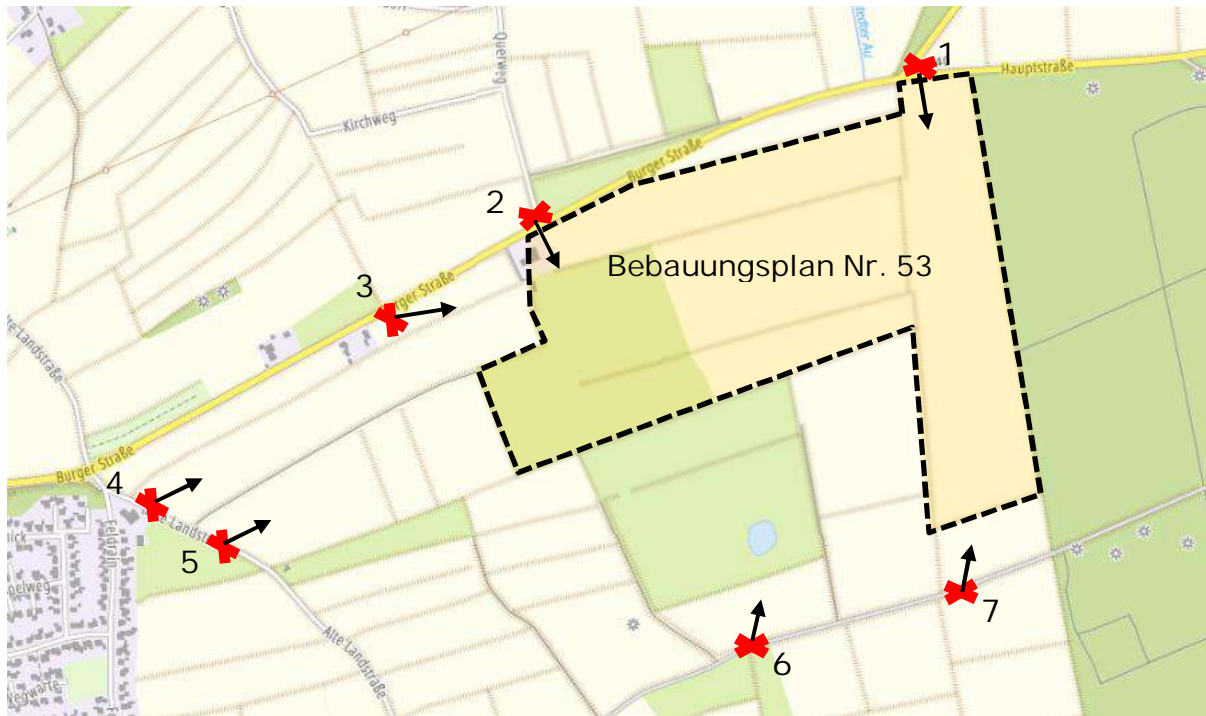 1
Hauptstraße
Querweg
Kirchweg
Burger Straße
2
Bebauungsplan Nr. 53
3
Burger Straße
Landstraße
Burger Straße
4
5
Feldrain
Alte Landstraße
6
7